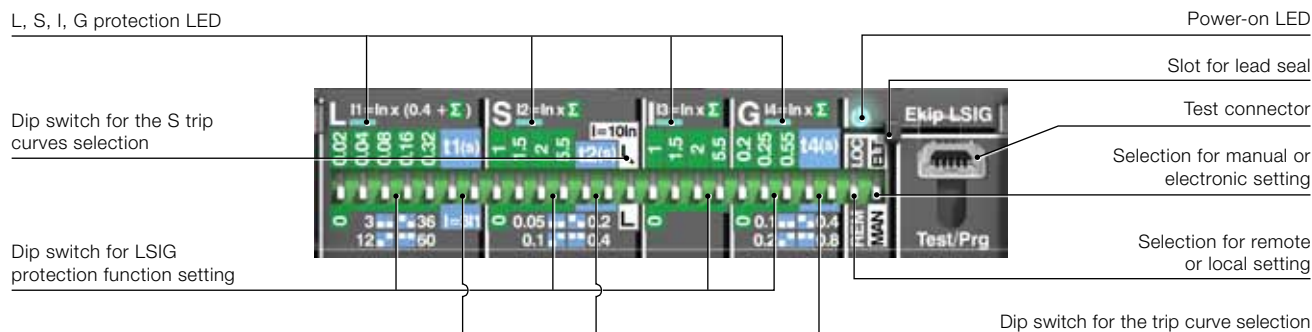 L, S, I, G protection LED
Power-on LED
Slot for lead seal
Test connector
Dip switch for the S trip
curves selection
Selection for manual or
electronic setting
Dip switch for LSIG
protection function setting
Selection for remote
or local setting
Dip switch for the trip curve selection
L I1=In x (0.4 + Σ) S I2=In x Σ I I3=In x Σ G I4=In x Σ Ekip LSIG
0.02 0.04 0.08 0.16 0.32 t1(s) 1 1.5 2 5.5 t2(s) I=10In 1 1.5 2 5.5 0.2 0.25 0.55 t4(s) LOC ELT
0 3 36 I=3I1 0 0.05 0.2 L 0 0 0.1 0.4 REM MAN
12 60 0.1 0.4 0.2 0.8 Test/Prg